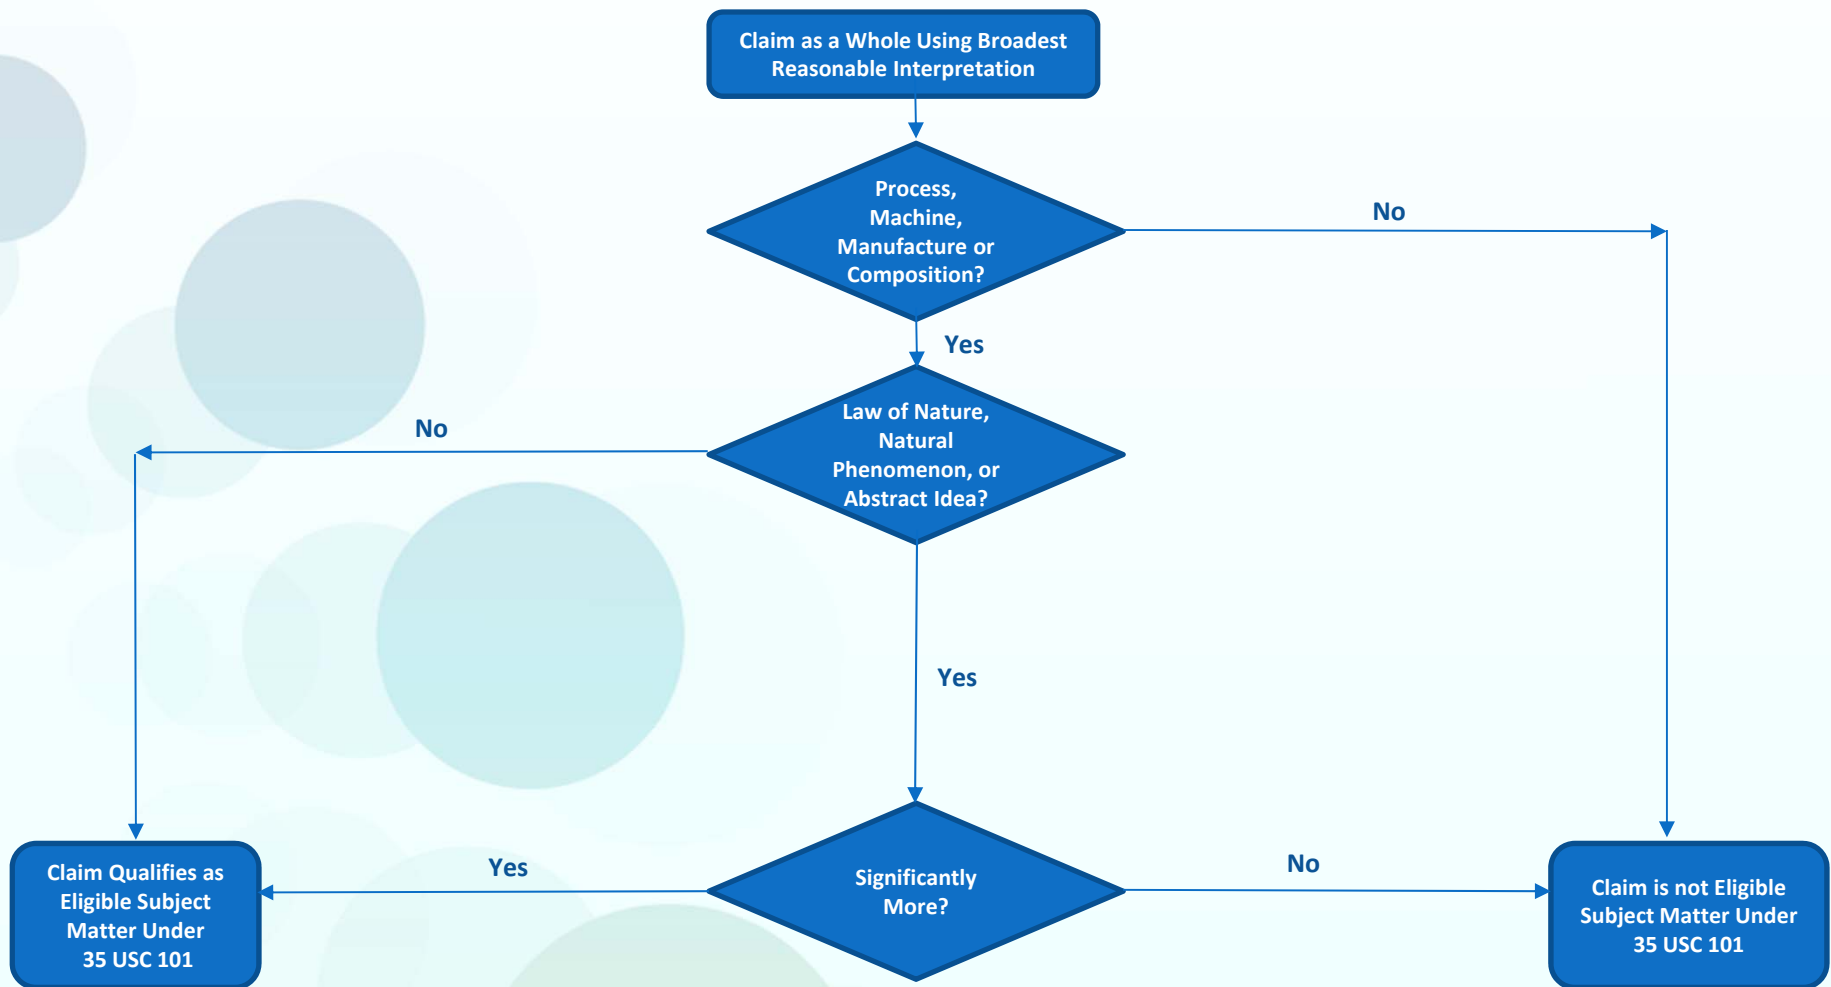 Claim as a Whole Using Broadest
Reasonable Interpretation
Process,
Machine,
Manufacture or
Composition?
No
Yes
Law of Nature,
Natural
Phenomenon, or
Abstract Idea?
No
Yes
Significantly
More?
Yes
No
Claim Qualifies as
Eligible Subject
Matter Under
35 USC 101
Claim is not Eligible
Subject Matter Under
35 USC 101